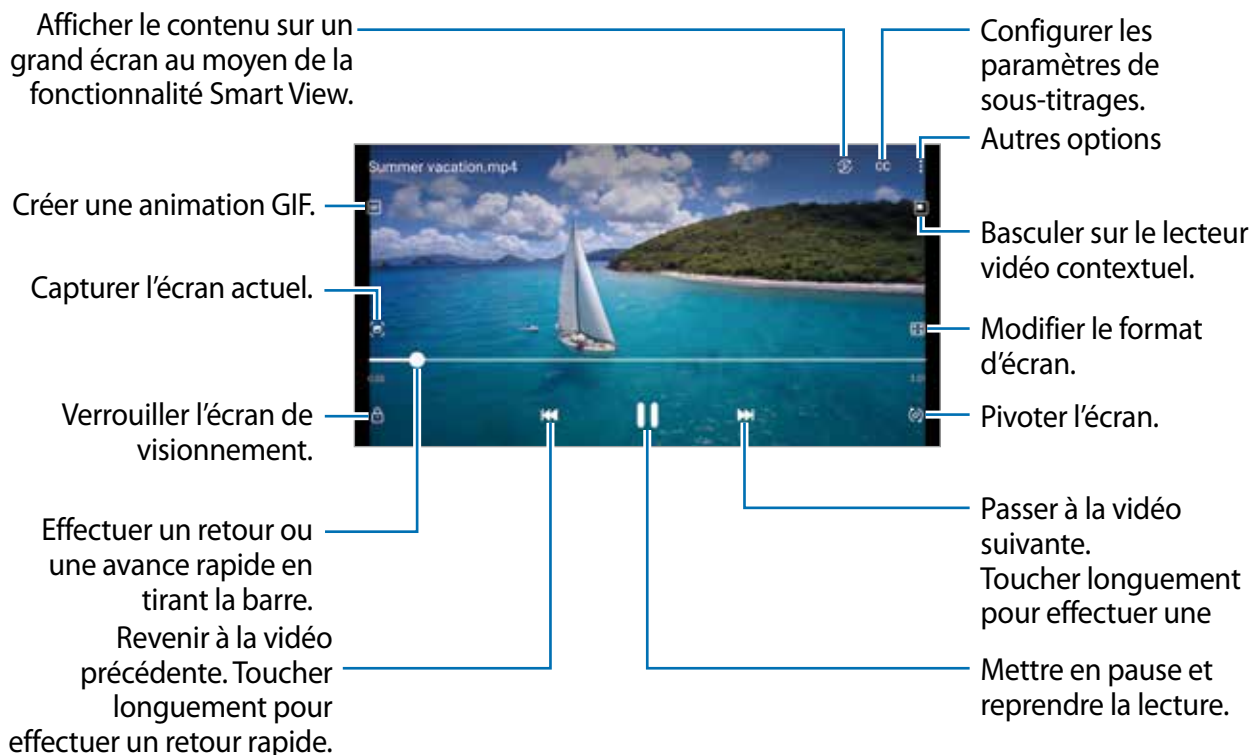 Afficher le contenu sur un
grand écran au moyen de la
fonctionnalité Smart View.
Configurer les
paramètres de
sous-titrages.
Autres options
Summer vacation.mp4
CC
Créer une animation GIF.
Basculer sur le lecteur
vidéo contextuel.
Capturer l’écran actuel.
Modifier le format
d’écran.
Verrouiller l’écran de
visionnement.
Pivoter l’écran.
Effectuer un retour ou
une avance rapide en
tirant la barre.
Passer à la vidéo
suivante.
Toucher longuement
pour effectuer une
Revenir à la vidéo
précédente. Toucher
longuement pour
effectuer un retour rapide.
Mettre en pause et
reprendre la lecture.